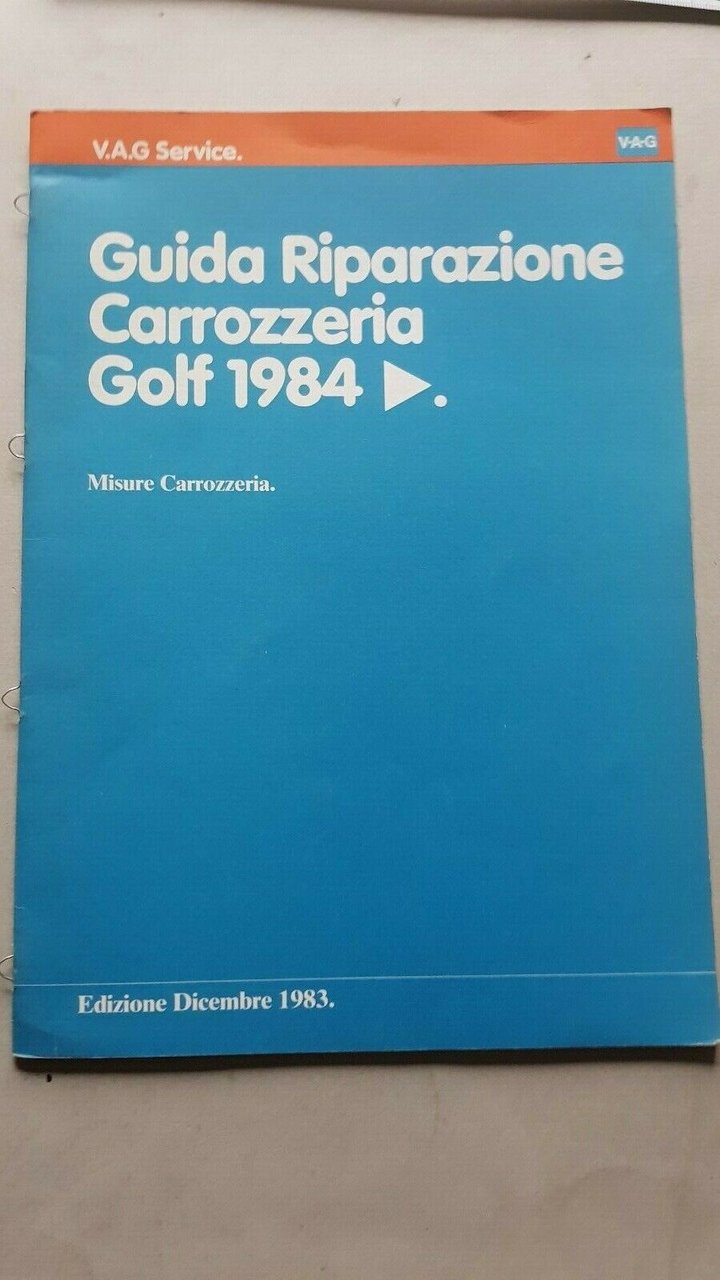 V.A.G Service.
V·A·G
Guida Riparazione
Carrozzeria
Golf 1984 ▶.
Misure Carrozzeria.
Edizione Dicembre 1983.